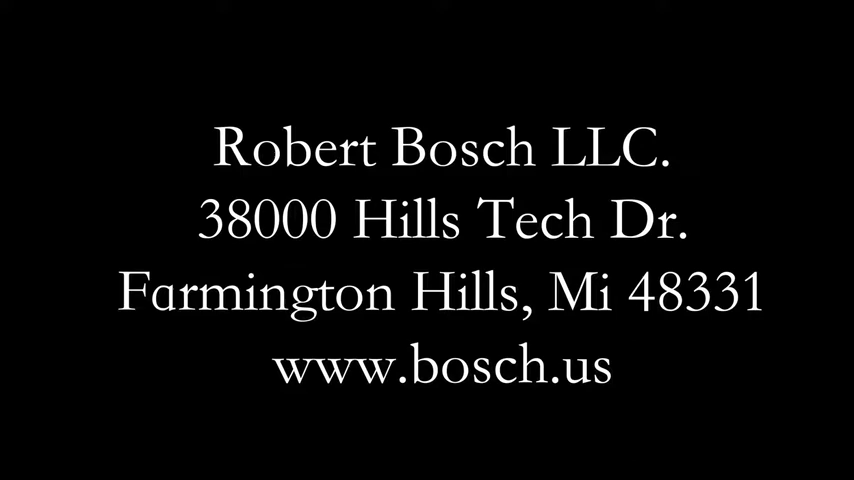 Robert Bosch LLC.
38000 Hills Tech Dr.
Farmington Hills, Mi 48331
www.bosch.us